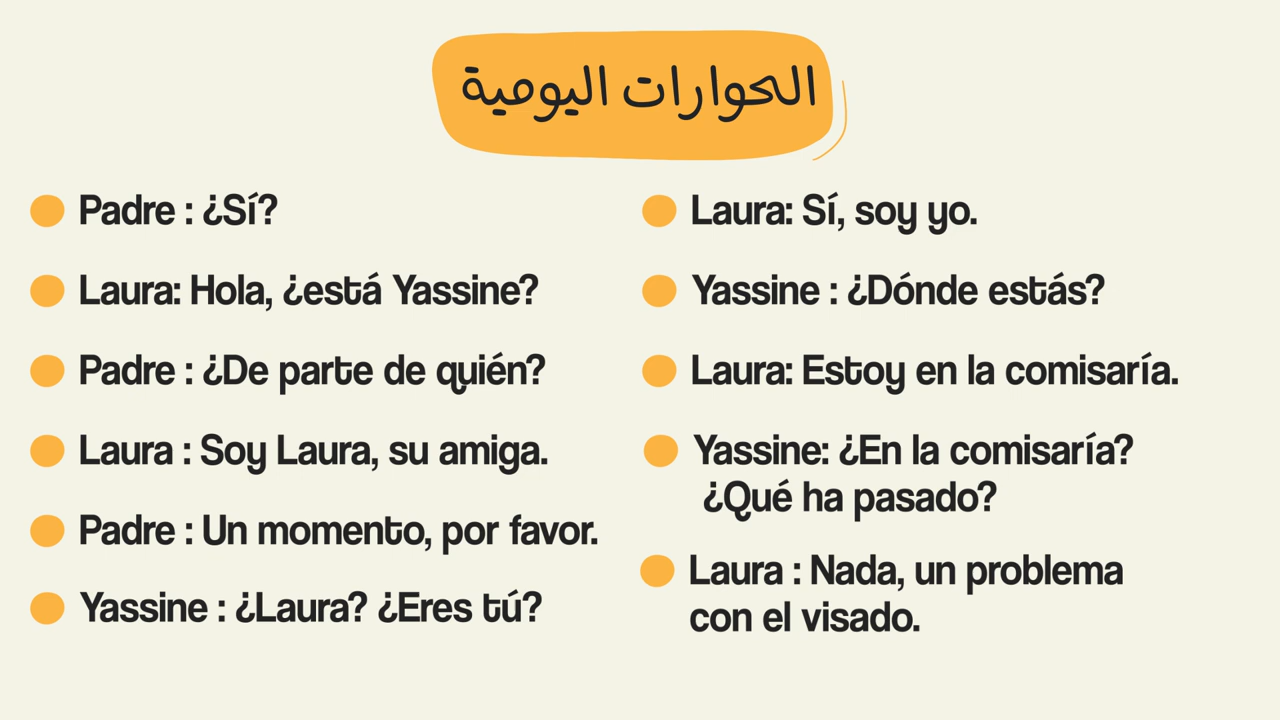 الحوارات اليومية
Padre : ¿Sí?
Laura: Hola, ¿está Yassine?
Padre : ¿De parte de quién?
Laura : Soy Laura, su amiga.
Padre : Un momento, por favor.
Yassine : ¿Laura? ¿Eres tú?
Laura: Sí, soy yo.
Yassine : ¿Dónde estás?
Laura: Estoy en la comisaría.
Yassine: ¿En la comisaría?
¿Qué ha pasado?
Laura : Nada, un problema
con el visado.